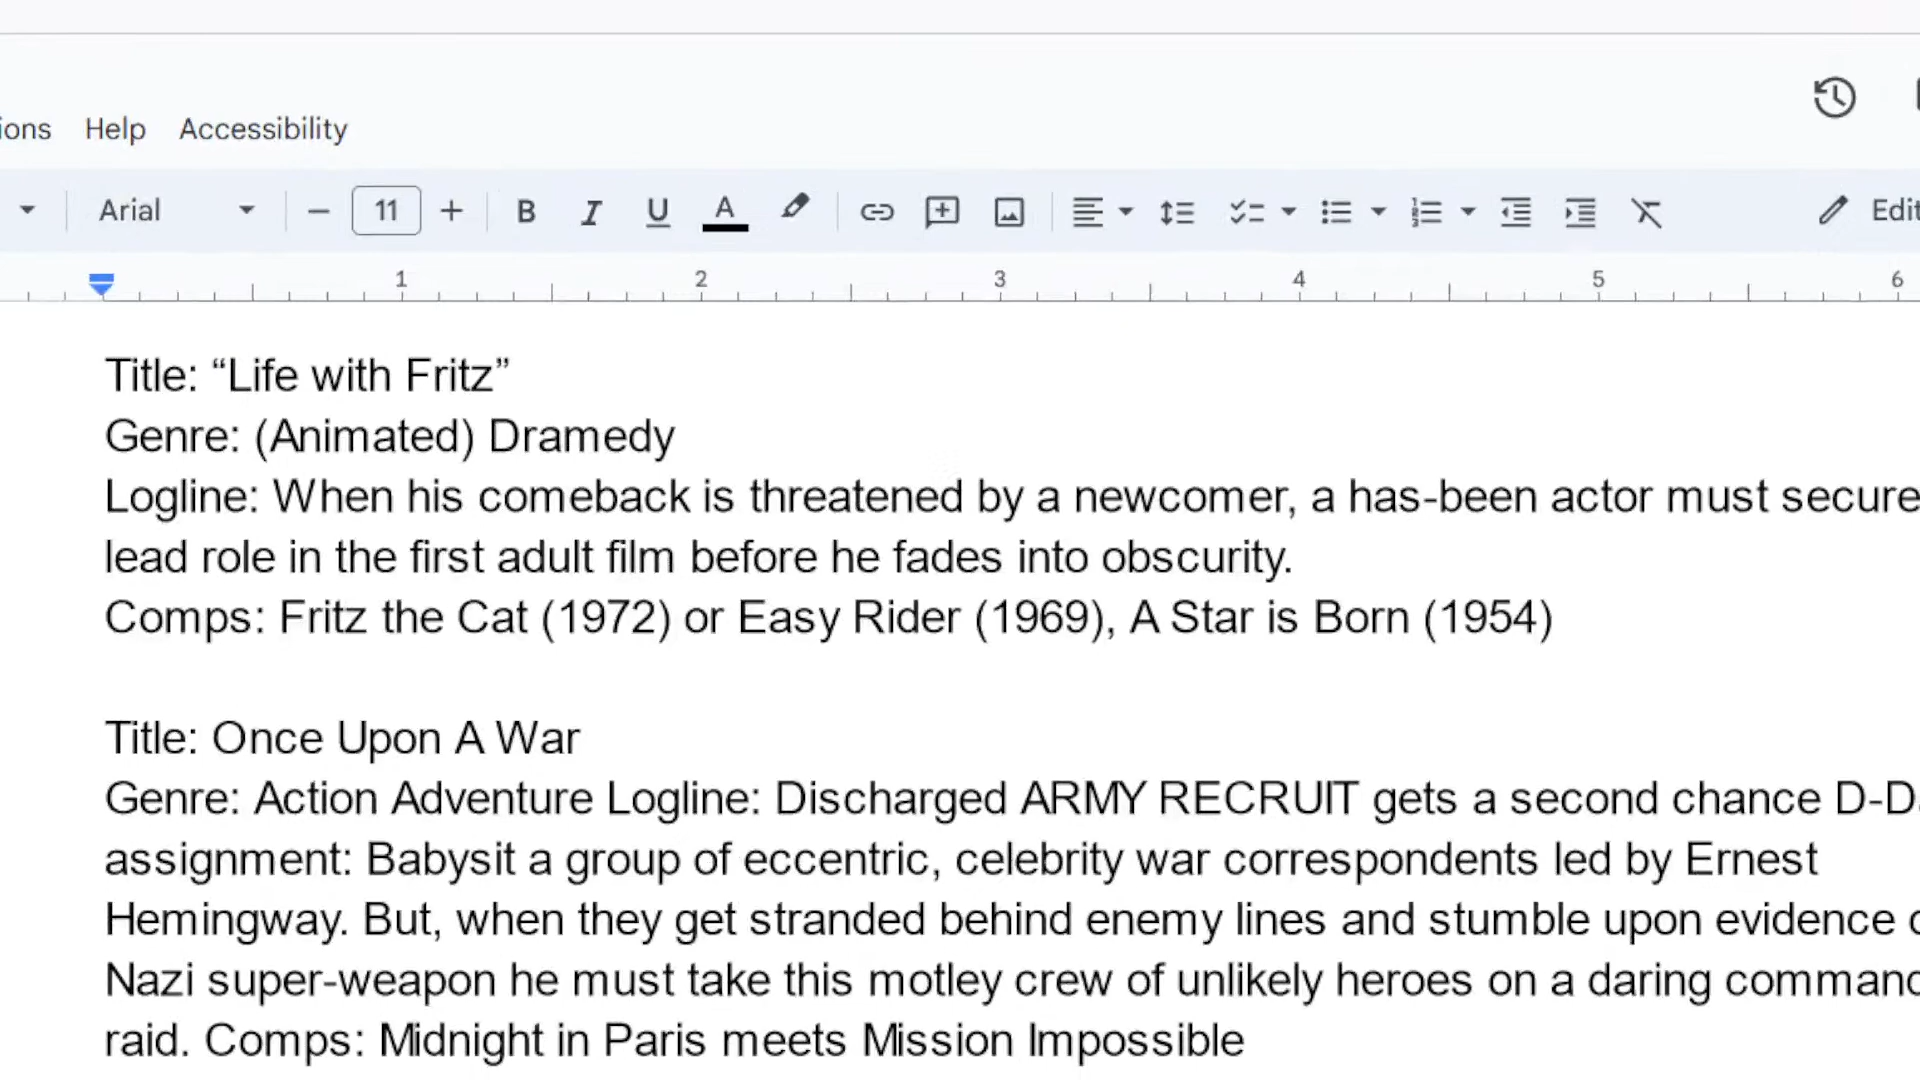 Help Accessibility
Arial 11 B I U A
1 2 3 4 5 6
Title: “Life with Fritz”
Genre: (Animated) Dramedy
Logline: When his comeback is threatened by a newcomer, a has-been actor must secure
lead role in the first adult film before he fades into obscurity.
Comps: Fritz the Cat (1972) or Easy Rider (1969), A Star is Born (1954)
Title: Once Upon A War
Genre: Action Adventure Logline: Discharged ARMY RECRUIT gets a second chance
assignment: Babysit a group of eccentric, celebrity war correspondents led by Ernest
Hemingway. But, when they get stranded behind enemy lines and stumble upon evidence
Nazi super-weapon he must take this motley crew of unlikely heroes on a daring
raid. Comps: Midnight in Paris meets Mission Impossible